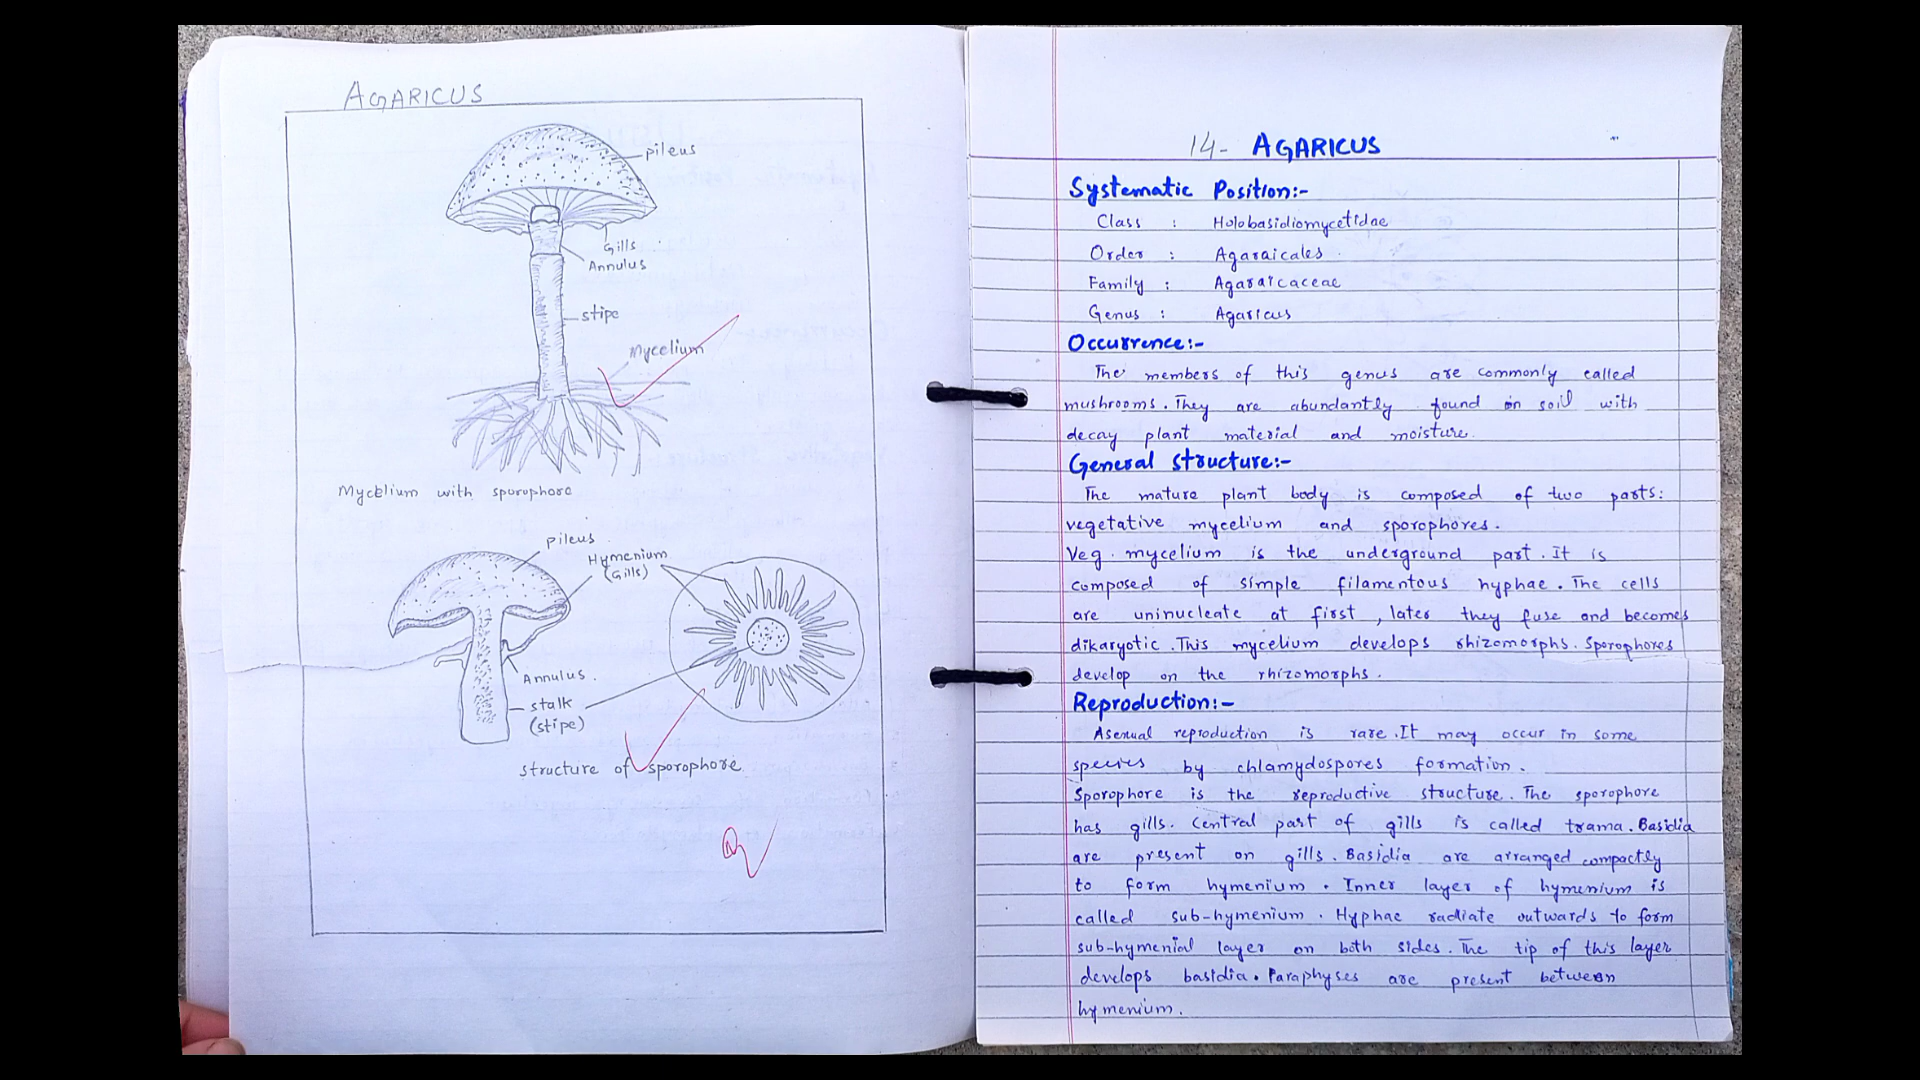 AGARICUS
pileus
Gills
Annulus
stipe
Mycelium
Mycelium with sporophore
pileus
Hymenium
(Gills)
Annulus.
stalk
(stipe)
structure of sporophore
14- AGARICUS
Systematic Position:-
Class : Holobasidiomycetidae
Order : Agaraicales
Family : Agaraicaceae
Genus : Agaricus
Occurrence:-
The members of this genus are commonly called
mushrooms. They are abundantly found on soil with
decay plant material and moisture.
General structure:-
The mature plant body is composed of two parts:
vegetative mycelium and sporophores.
Veg. mycelium is the underground part. It is
composed of simple filamentous hyphae. The cells
are uninucleate at first, later they fuse and becomes
dikaryotic. This mycelium develops rhizomorphs. Sporophores
develop on the rhizomorphs.
Reproduction:-
Asexual reproduction is rare. It may occur in some
species by chlamydospores formation.
Sporophore is the reproductive structure. The sporophore
has gills. Central part of gills is called trama. Basidia
are present on gills. Basidia are arranged compactly
to form hymenium. Inner layer of hymenium is
called sub-hymenium. Hyphae radiate outwards to form
sub-hymenial layer on both sides. The tip of this layer
develops basidia. Paraphyses are present between
hymenium.